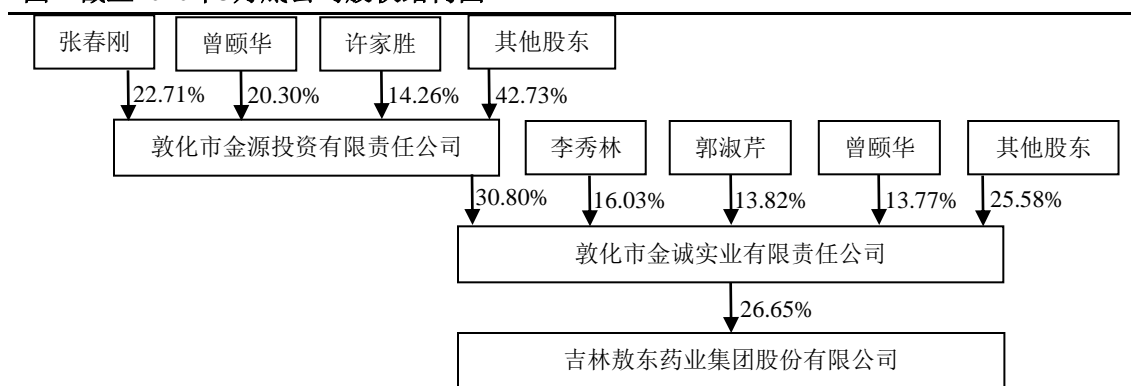 张春刚 曾颐华 许家胜 其他股东
22.71% 20.30% 14.26% 42.73%
敦化市金源投资有限责任公司 李秀林 郭淑芹 曾颐华 其他股东
30.80% 16.03% 13.82% 13.77% 25.58%
敦化市金诚实业有限责任公司
26.65%
吉林敖东药业集团股份有限公司